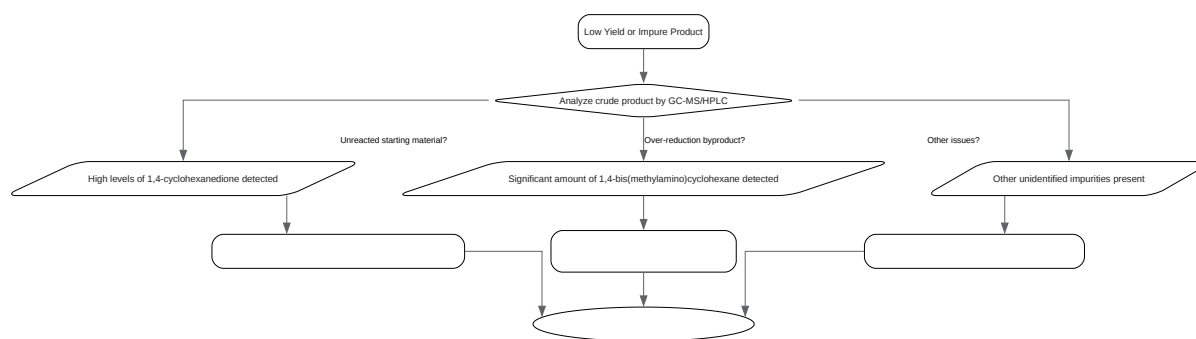 Low Yield or Impure Product
Analyze crude product by GC-MS/HPLC
Unreacted starting material?
Over-reduction byproduct?
Other issues?
High levels of 1,4-cyclohexanedione detected
Significant amount of 1,4-bis(methylamino)cyclohexane detected
Other unidentified impurities present